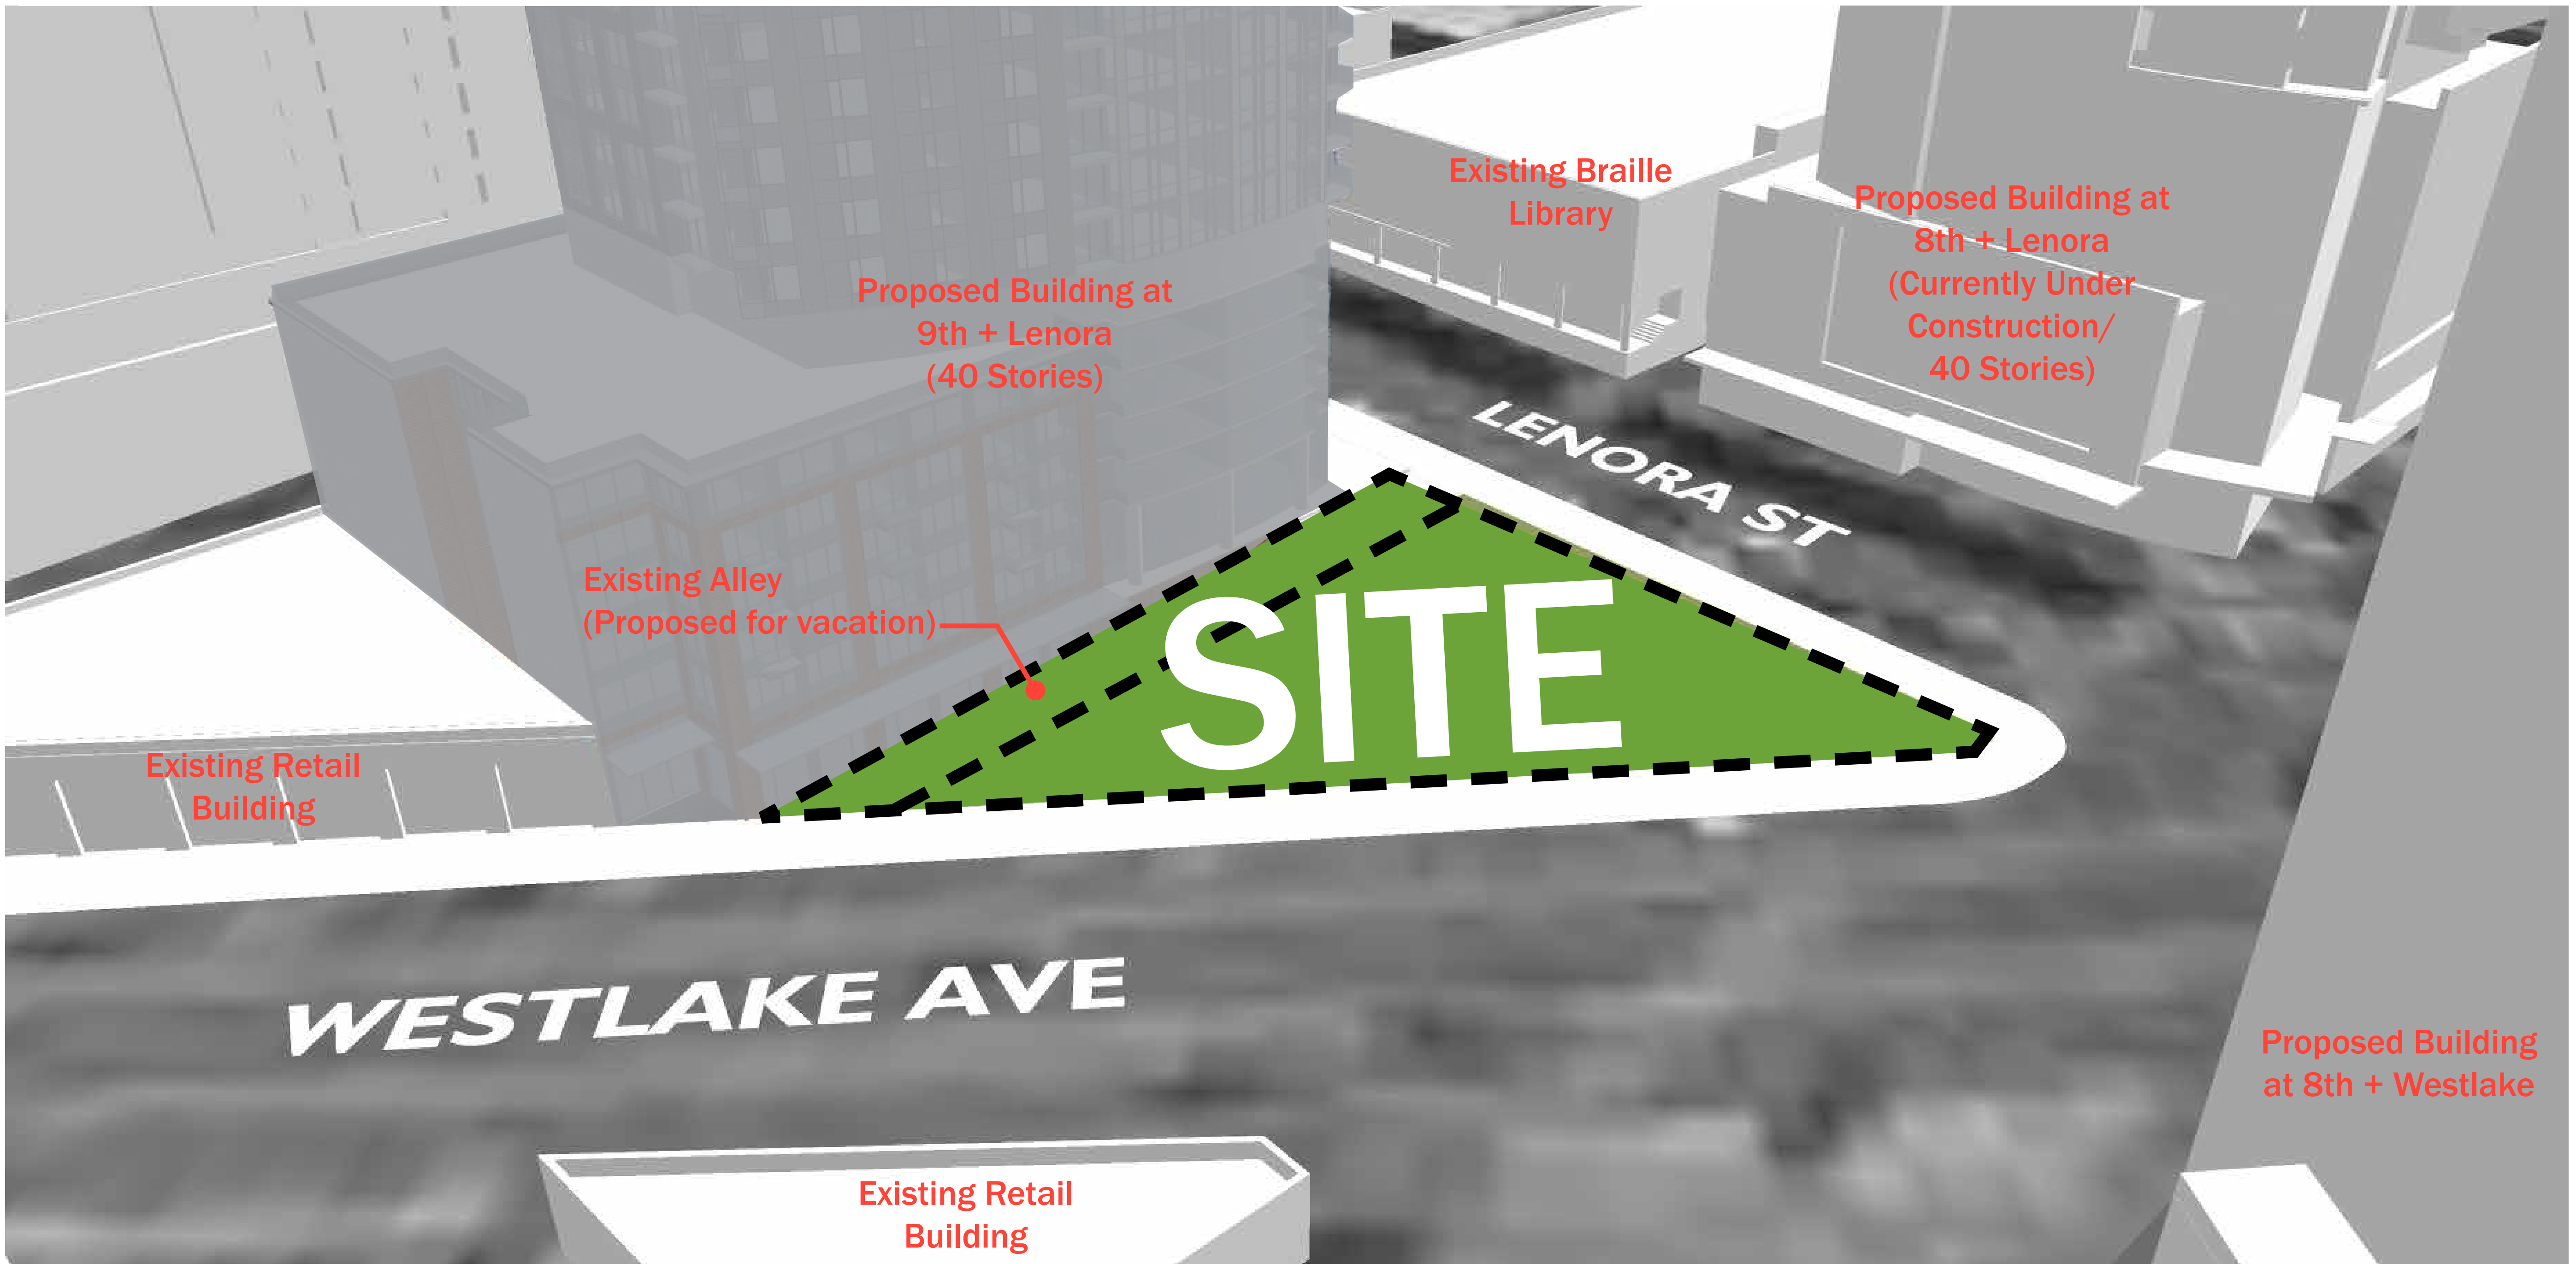 Existing Braille
Library
Proposed Building at
8th + Lenora
(Currently Under
Construction/
40 Stories)
Proposed Building at
9th + Lenora
(40 Stories)
LENORA ST
Existing Alley
(Proposed for vacation)
SITE
Existing Retail
Building
WESTLAKE AVE
Proposed Building
at 8th + Westlake
Existing Retail
Building